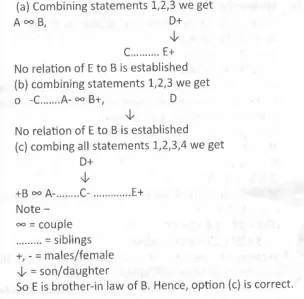 (a) Combining statements 1,2,3 we get
A ∞ B, D+
↓
C.......... E+
No relation of E to B is established
(b) combining statements 1,2,3 we get
o -C.......A- ∞ B+, D
↓
No relation of E to B is established
(c) combing all statements 1,2,3,4 we get
D+
↓
+B ∞ A-.........C- ..............E+
Note –
∞ = couple
......... = siblings
+, - = males/female
↓ = son/daughter
So E is brother-in law of B. Hence, option (c) is correct.